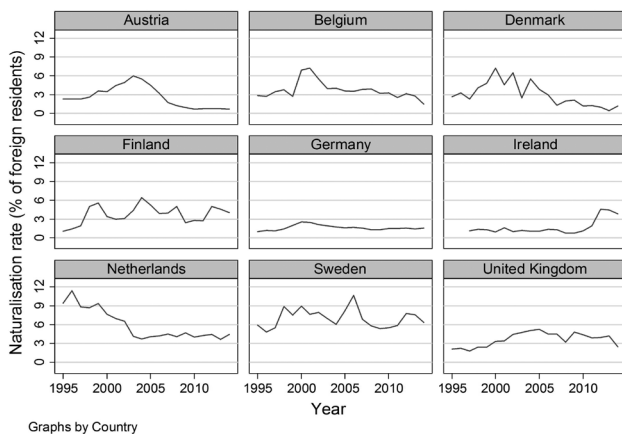 Austria Belgium Denmark
12
9
6
3
0
Finland Germany Ireland
12
9
6
3
0
Netherlands Sweden United Kingdom
12
9
6
3
0
1995 2000 2005 2010 1995 2000 2005 2010 1995 2000 2005 2010
Naturalisation rate (% of foreign residents)
Year
Graphs by Country